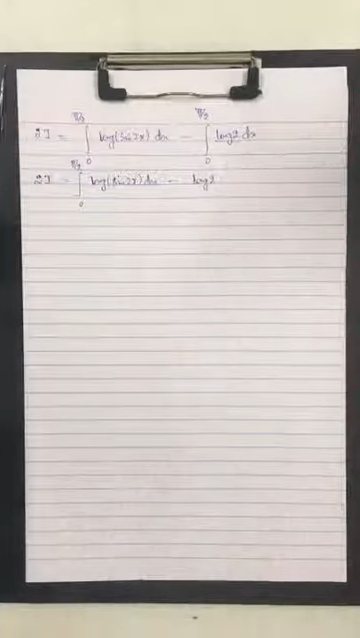 2I = ∫₀^(π/2) log(sin2x) dx − ∫₀^(π/2) log2 dx
2I = ∫₀^(π/2) log(sin2x) dx − log2